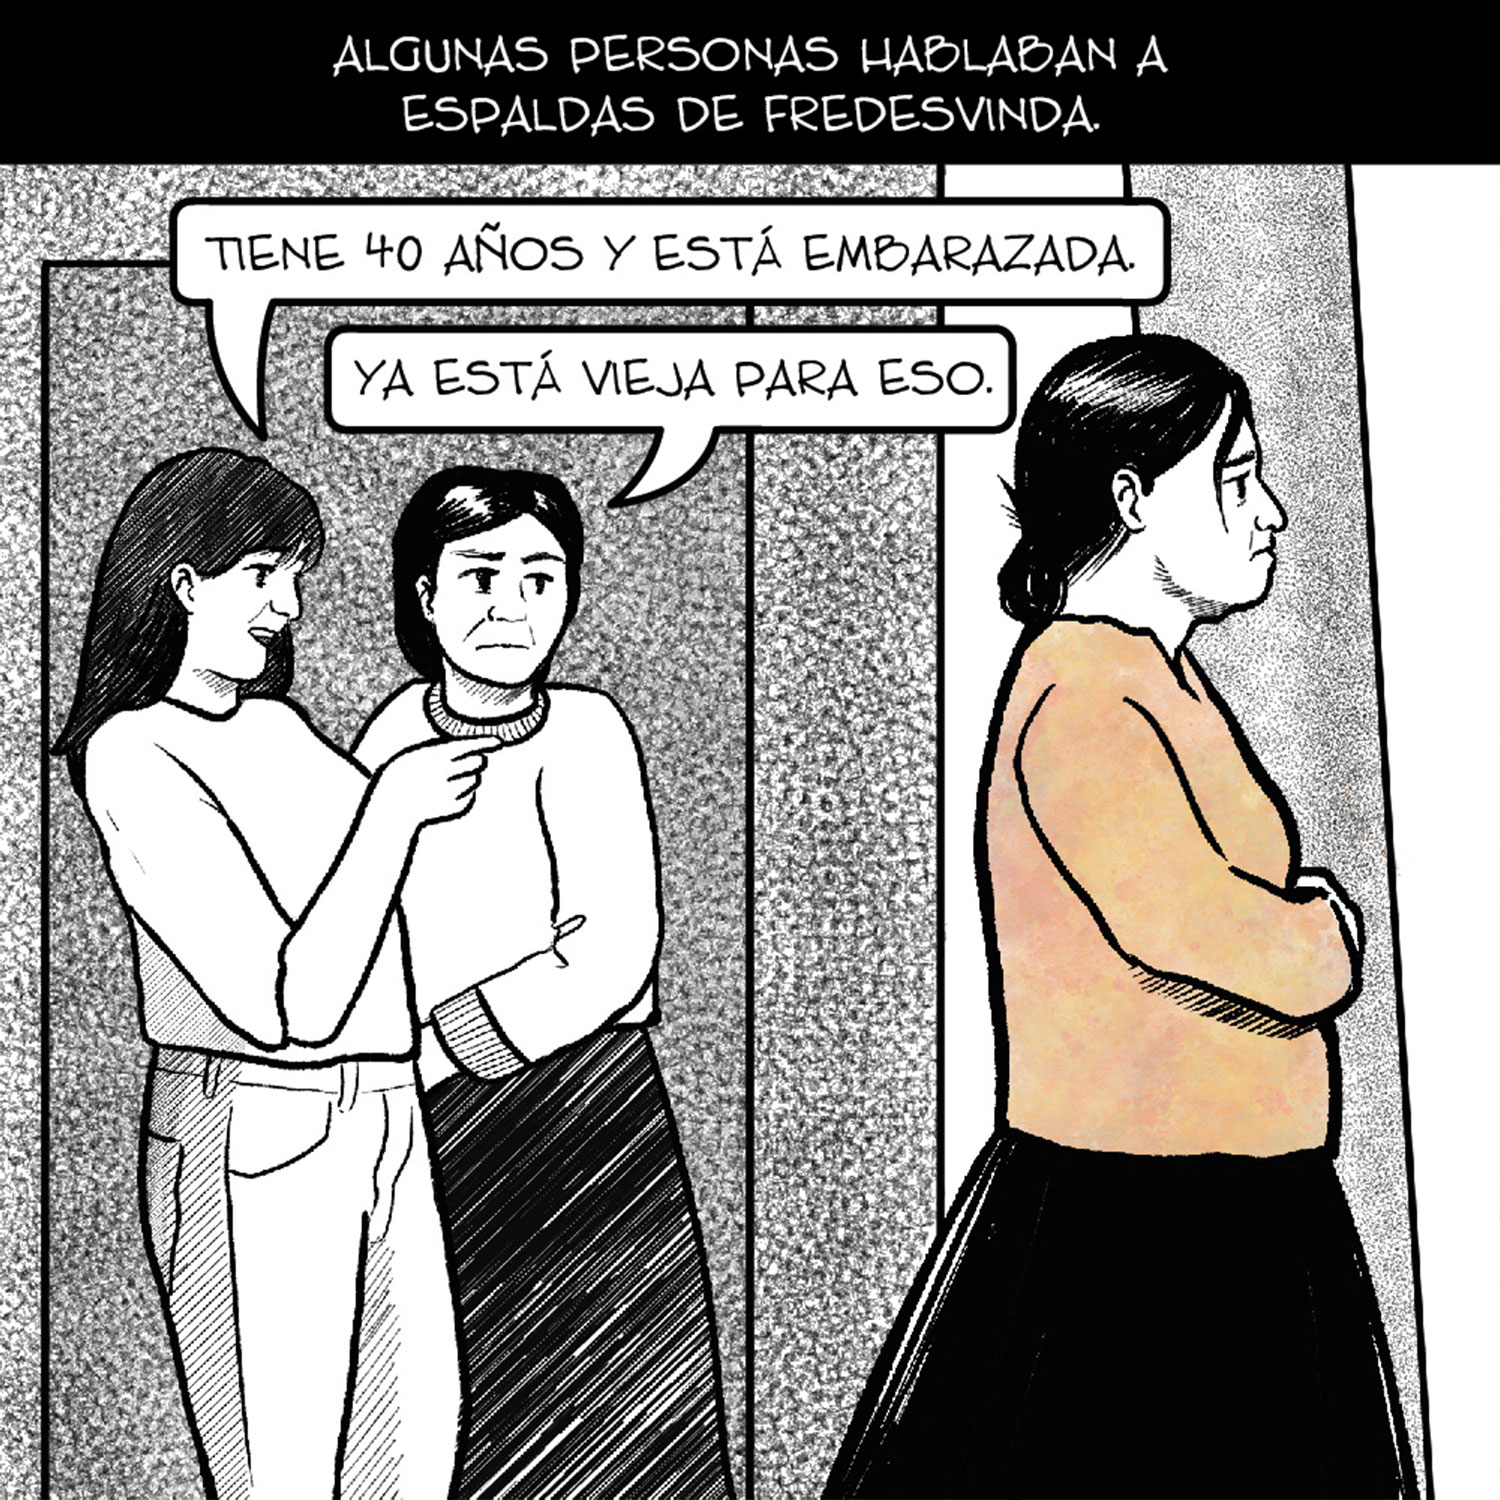 ALGUNAS PERSONAS HABLABAN A
ESPALDAS DE FREDESVINDA.
TIENE 40 AÑOS Y ESTÁ EMBARAZADA.
YA ESTÁ VIEJA PARA ESO.